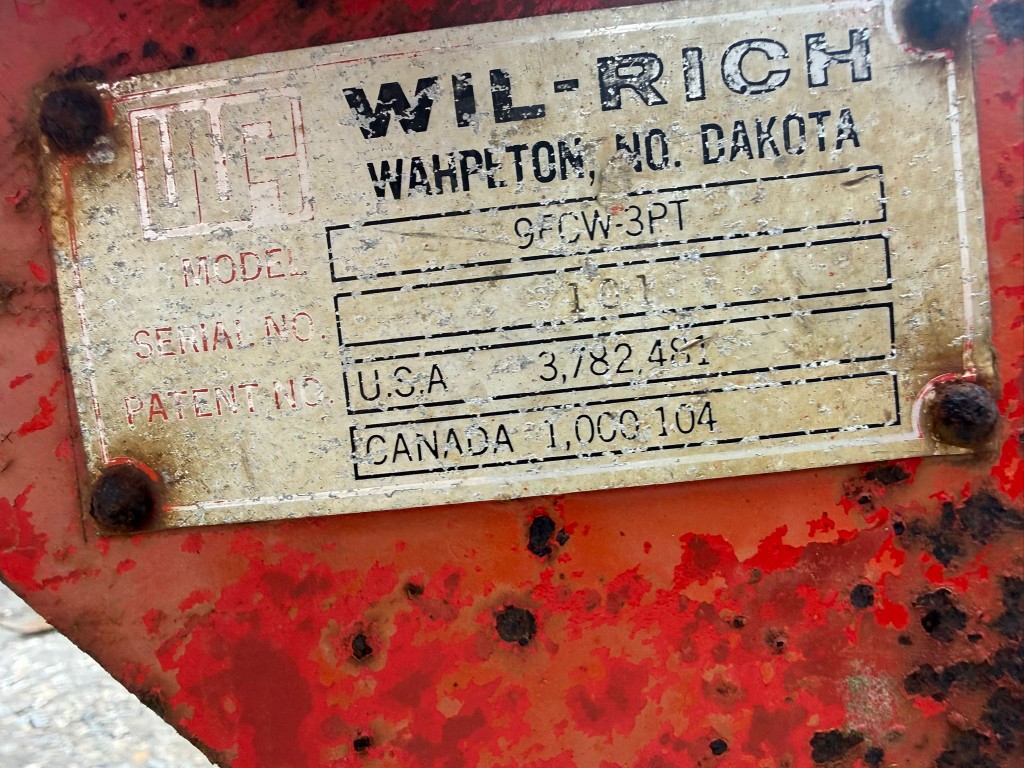 WIL-RICH
WAHPETON, NO. DAKOTA
MODEL 9FCW-3PT
SERIAL NO. 101
PATENT NO. U.S.A 3,782,481
CANADA 1,000,104